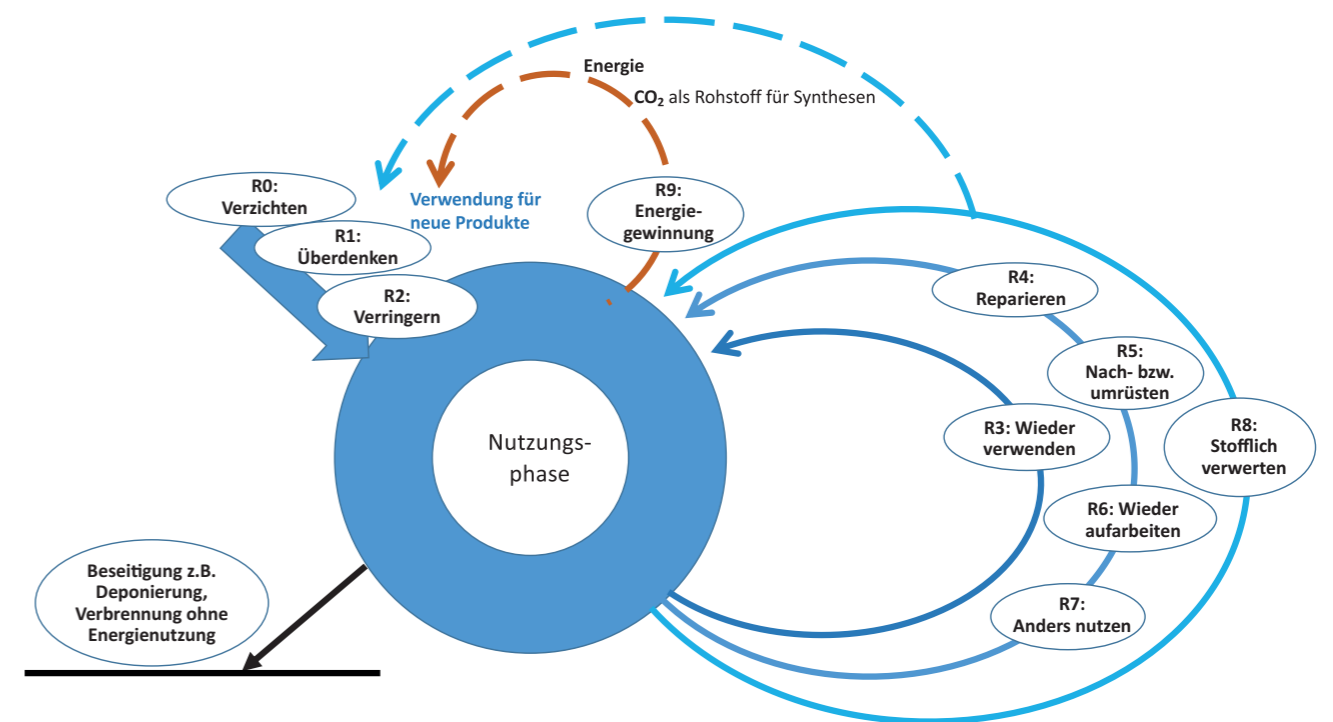 Energie
CO₂ als Rohstoff für Synthesen
R0:
Verzichten
R1:
Überdenken
R2:
Verringern
Verwendung für
neue Produkte
R9:
Energie-
gewinnung
R4:
Reparieren
R5:
Nach- bzw.
umrüsten
R3: Wieder
verwenden
R8:
Stofflich
verwerten
R6: Wieder
aufarbeiten
R7:
Anders nutzen
Nutzungs-
phase
Beseitigung z.B.
Deponierung,
Verbrennung ohne
Energienutzung